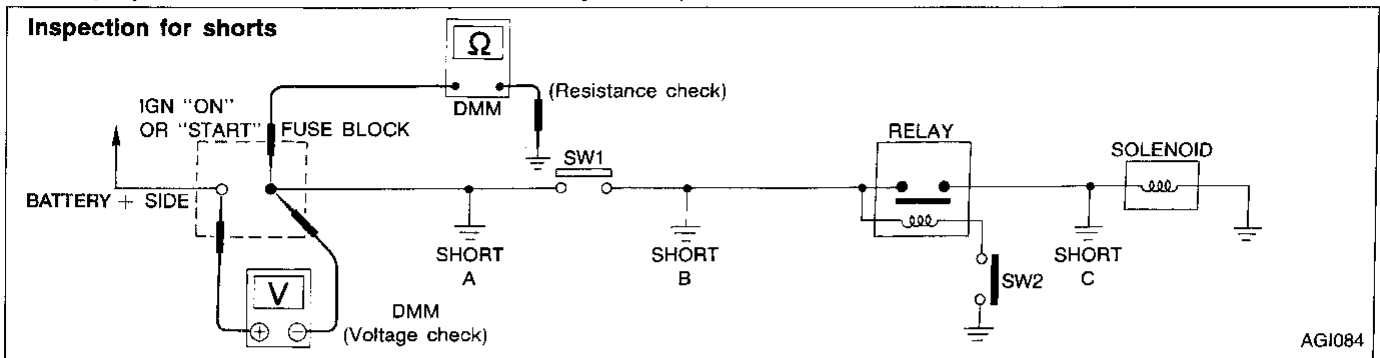 Inspection for shorts
Ω
DMM
(Resistance check)
IGN "ON"
OR "START"
FUSE BLOCK
BATTERY + SIDE
SW1
RELAY
SOLENOID
SHORT
A
SHORT
B
SHORT
C
SW2
V
+ −
DMM
(Voltage check)
AGI084